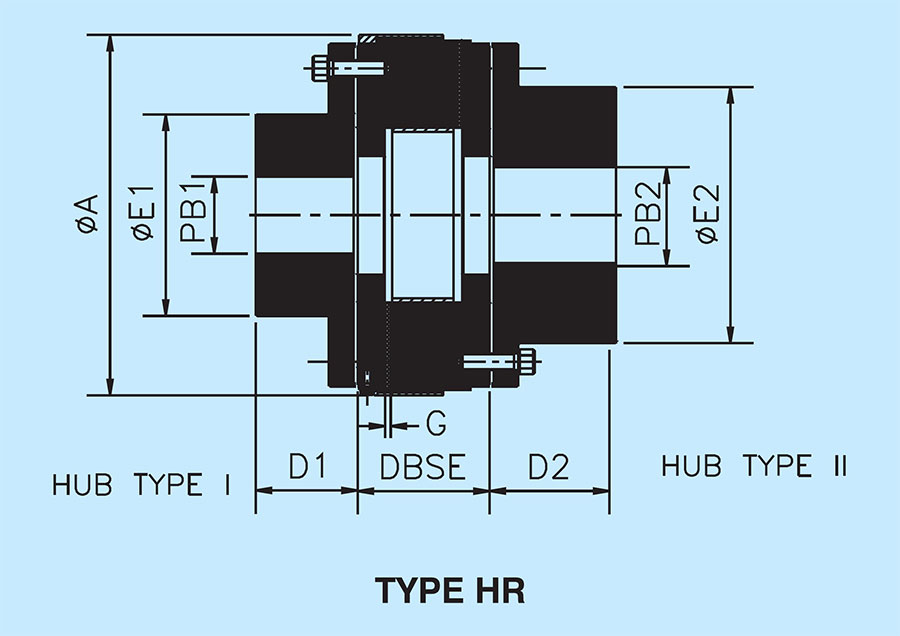 øA
øE1
PB1
PB2
øE2
G
D1
DBSE
D2
HUB TYPE I
HUB TYPE II
TYPE HR